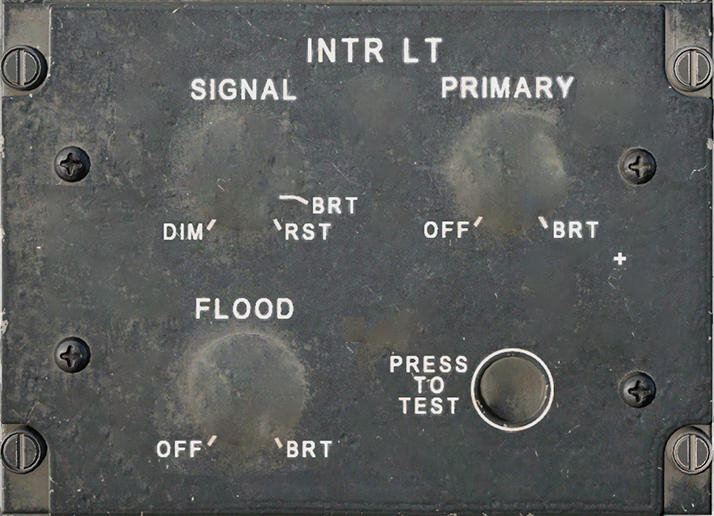 INTR LT
SIGNAL
PRIMARY
BRT
DIM
RST
OFF
BRT
FLOOD
PRESS
TO
TEST
OFF
BRT